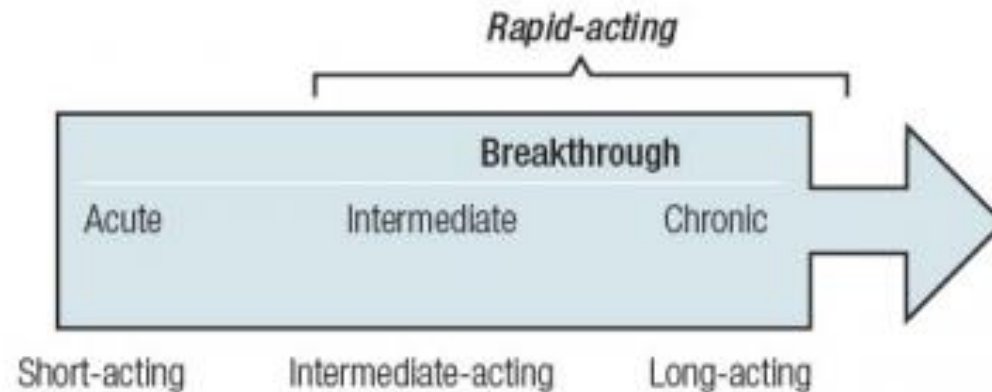 Rapid-acting
Breakthrough
Acute Intermediate Chronic
Short-acting Intermediate-acting Long-acting